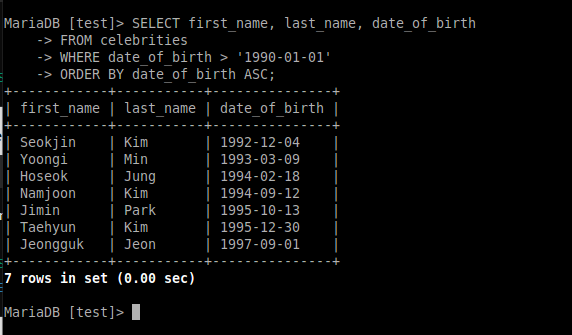 MariaDB [test]> SELECT first_name, last_name, date_of_birth
    -> FROM celebrities
    -> WHERE date_of_birth > '1990-01-01'
    -> ORDER BY date_of_birth ASC;
+------------+-----------+---------------+
| first_name | last_name | date_of_birth |
+------------+-----------+---------------+
| Seokjin    | Kim       | 1992-12-04    |
| Yoongi     | Min       | 1993-03-09    |
| Hoseok     | Jung      | 1994-02-18    |
| Namjoon    | Kim       | 1994-09-12    |
| Jimin      | Park      | 1995-10-13    |
| Taehyun    | Kim       | 1995-12-30    |
| Jeongguk   | Jeon      | 1997-09-01    |
+------------+-----------+---------------+
7 rows in set (0.00 sec)

MariaDB [test]>